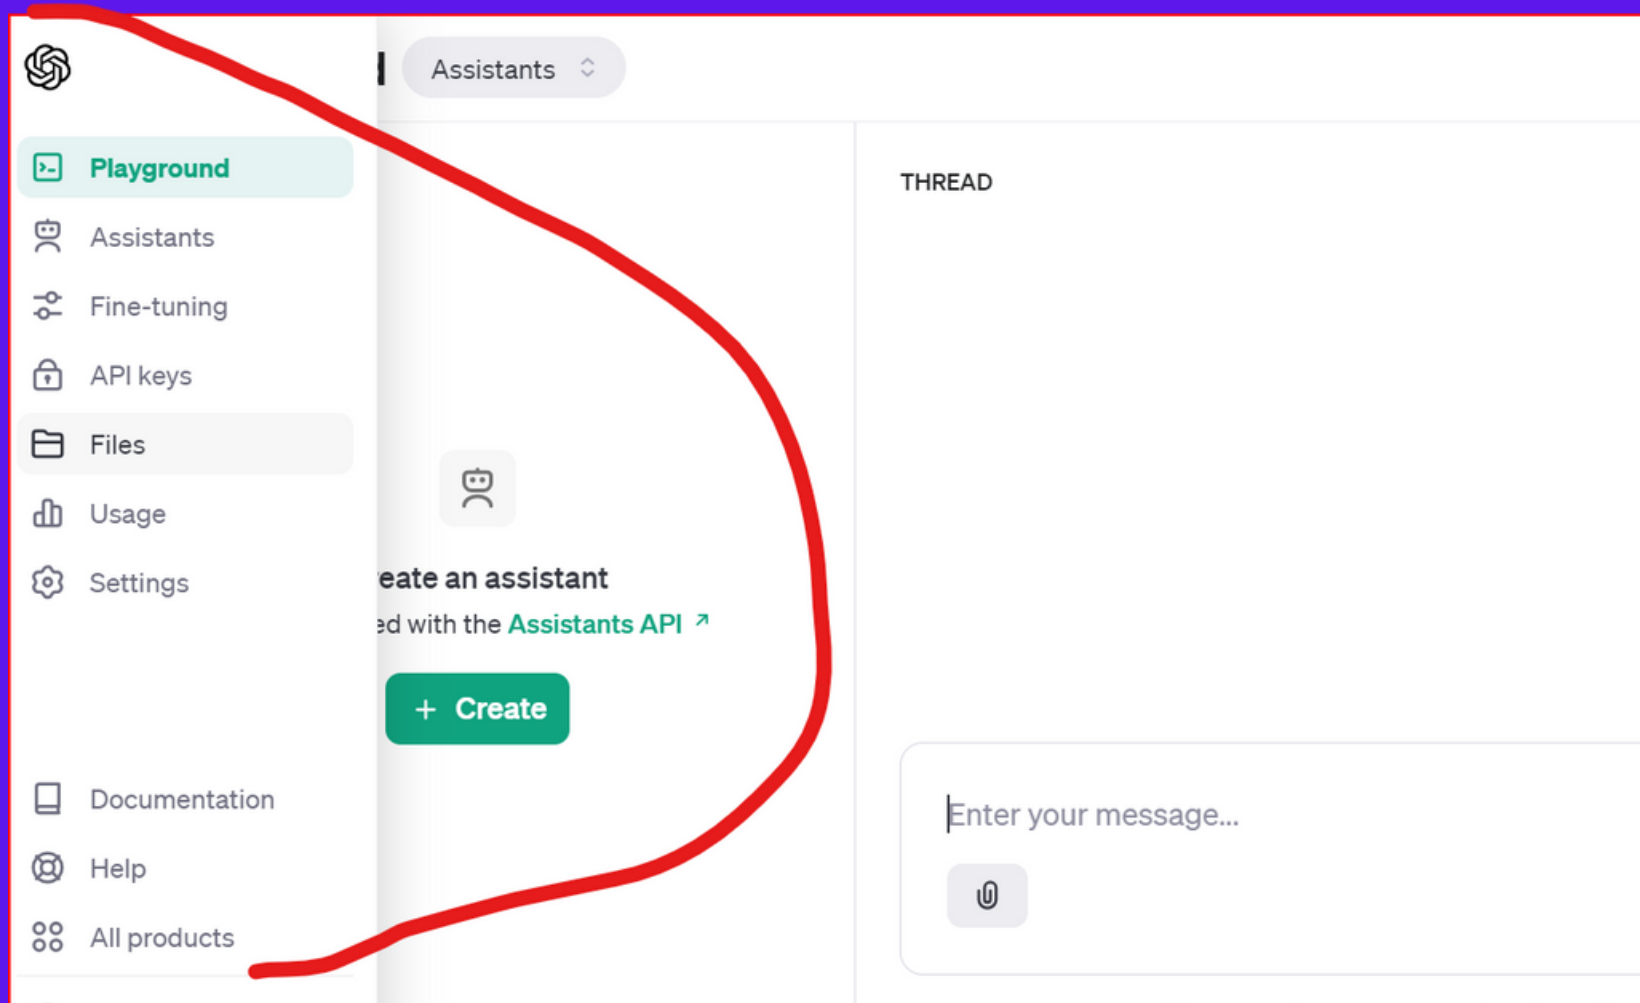 Assistants
Playground
Assistants
Fine-tuning
API keys
Files
Usage
Settings
Documentation
Help
All products
eate an assistant
ed with the Assistants API ↗
+ Create
THREAD
Enter your message...